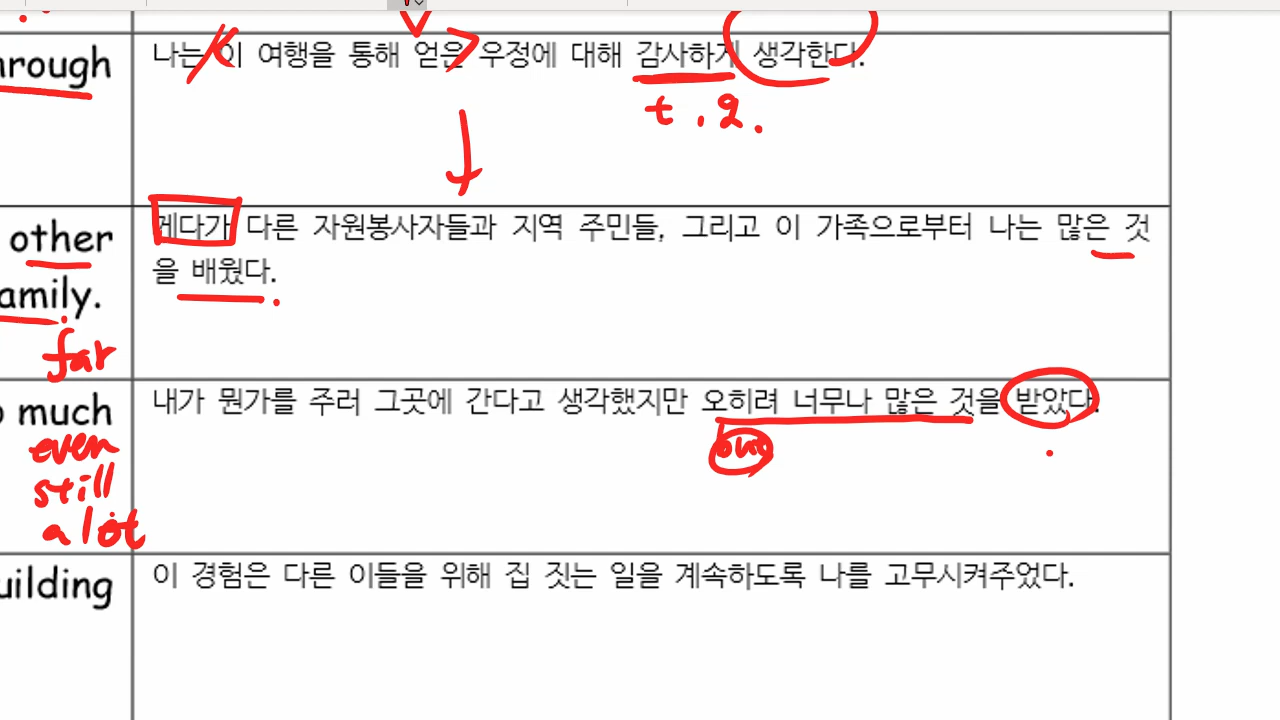 나는 이 여행을 통해 얻은 우정에 대해 감사하게 생각한다.
through
t . 2 .
게다가 다른 자원봉사자들과 지역 주민들, 그리고 이 가족으로부터 나는 많은 것
other
을 배웠다.
family.
far
내가 뭔가를 주러 그곳에 간다고 생각했지만 오히려 너무나 많은 것을 받았다.
much
even
still
a lot
이 경험은 다른 이들을 위해 집 짓는 일을 계속하도록 나를 고무시켜주었다.
uilding